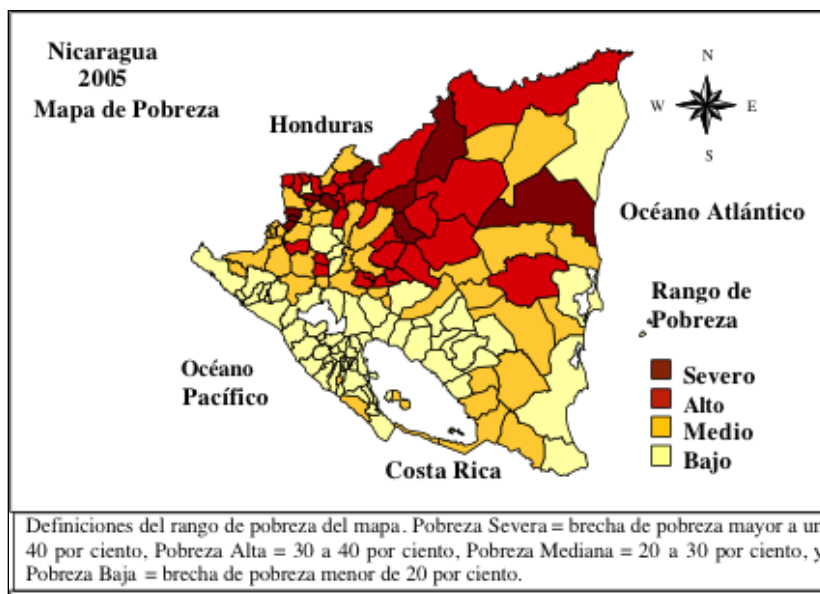 Nicaragua
2005
Mapa de Pobreza
Honduras
N
W
E
S
Océano Atlántico
Rango de
Pobreza
Océano
Pacífico
Severo
Alto
Medio
Bajo
Costa Rica
Definiciones del rango de pobreza del mapa. Pobreza Severa = brecha de pobreza mayor a un
40 por ciento, Pobreza Alta = 30 a 40 por ciento, Pobreza Mediana = 20 a 30 por ciento, y
Pobreza Baja = brecha de pobreza menor de 20 por ciento.